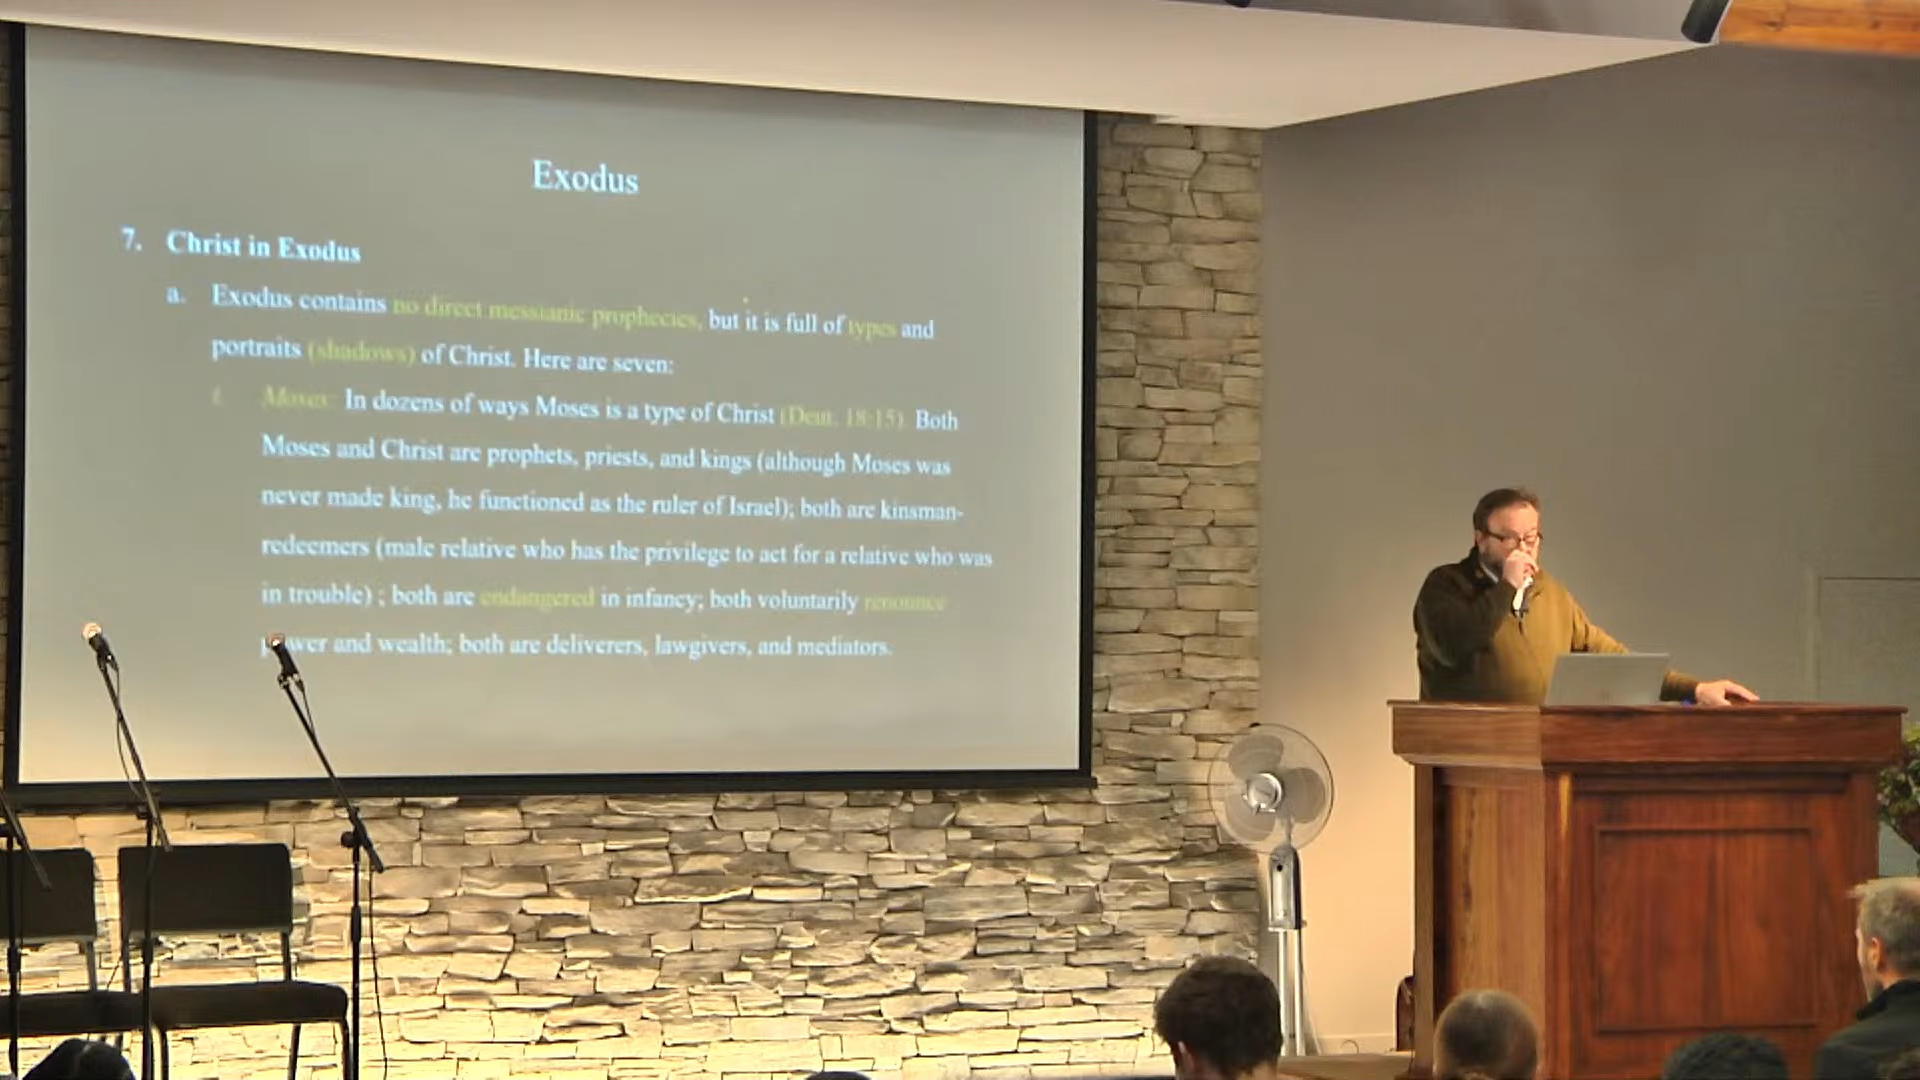 Exodus
7. Christ in Exodus
a. Exodus contains no direct messianic prophecies, but it is full of types and
portraits (shadows) of Christ. Here are seven:
Moses: In dozens of ways Moses is a type of Christ (Deut. 18:15). Both
Moses and Christ are prophets, priests, and kings (although Moses was
never made king, he functioned as the ruler of Israel); both are kinsman-
redeemers (male relative who has the privilege to act for a relative who was
in trouble) ; both are endangered in infancy; both voluntarily renounce
power and wealth; both are deliverers, lawgivers, and mediators.